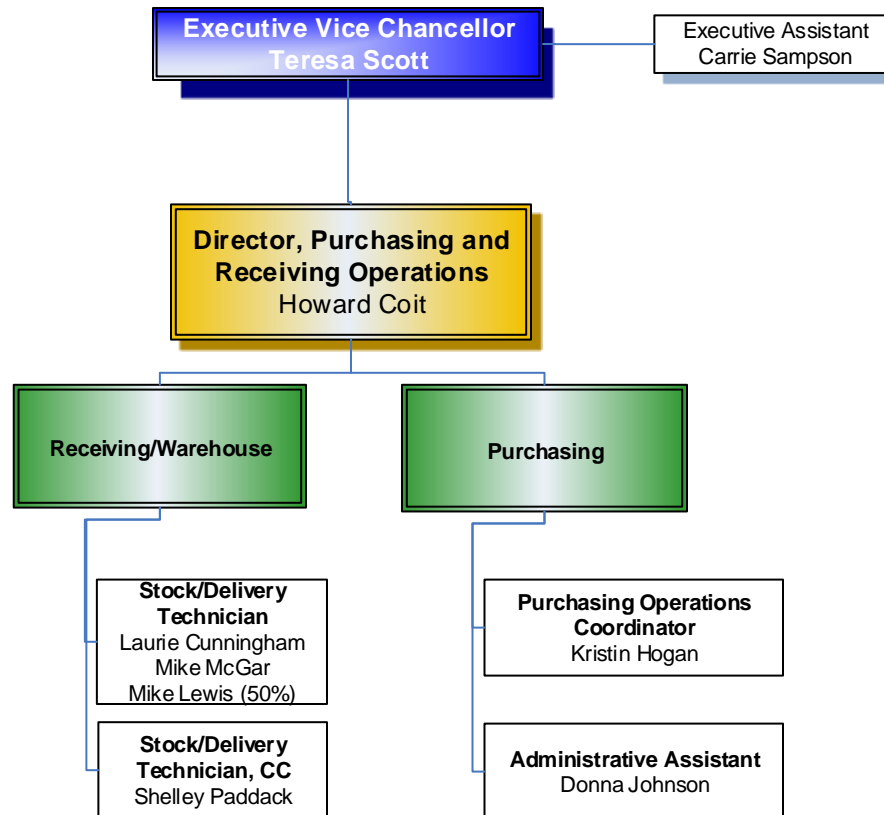 Executive Vice Chancellor
Teresa Scott
Executive Assistant
Carrie Sampson
Director, Purchasing and
Receiving Operations
Howard Coit
Receiving/Warehouse
Purchasing
Stock/Delivery
Technician
Laurie Cunningham
Mike McGar
Mike Lewis (50%)
Purchasing Operations
Coordinator
Kristin Hogan
Stock/Delivery
Technician, CC
Shelley Paddack
Administrative Assistant
Donna Johnson